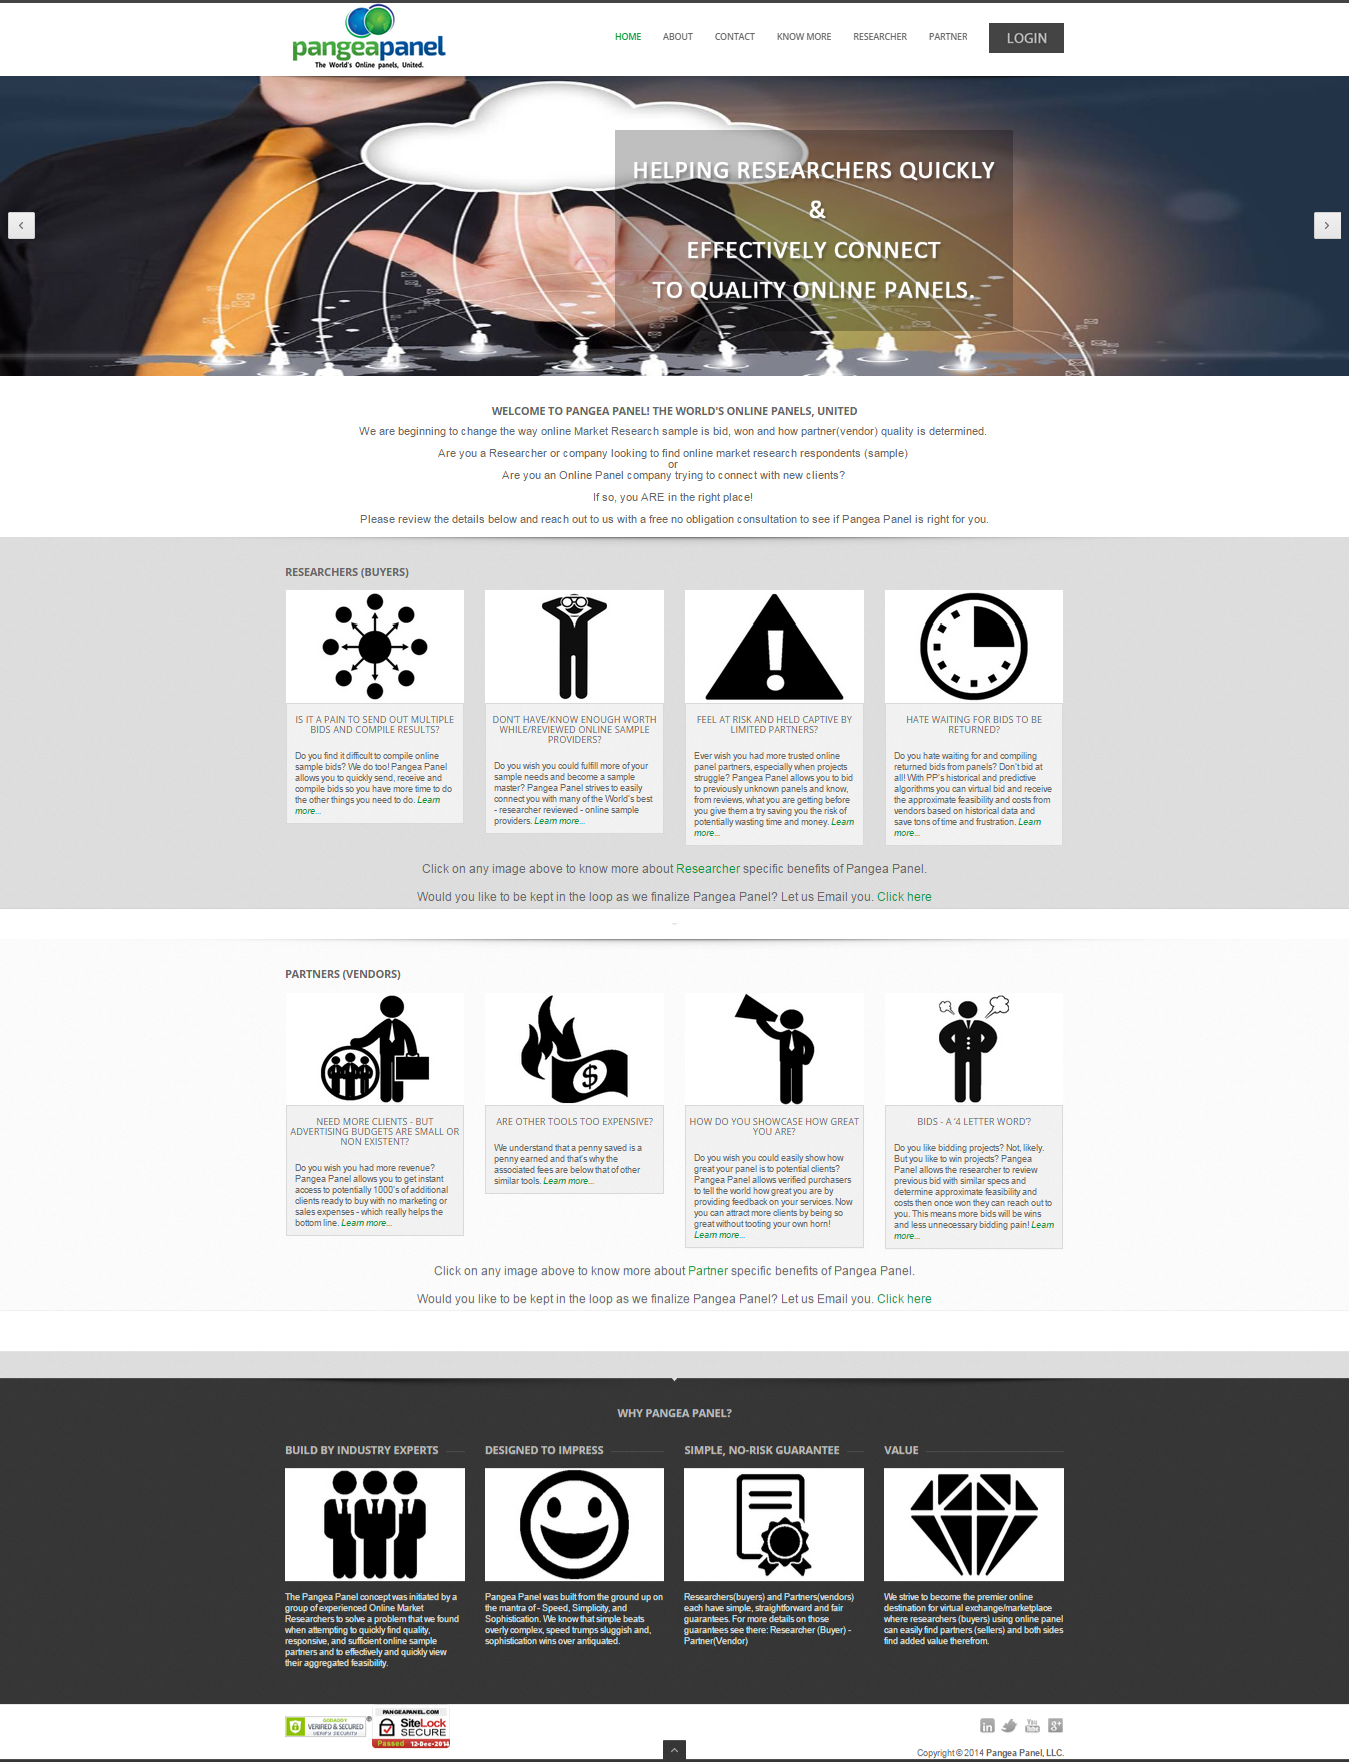 pangeapanel
The World's Online panels, United.
HOME ABOUT CONTACT KNOW MORE RESEARCHER PARTNER LOGIN
HELPING RESEARCHERS QUICKLY
&
EFFECTIVELY CONNECT
TO QUALITY ONLINE PANELS.
WELCOME TO PANGEA PANEL! THE WORLD'S ONLINE PANELS, UNITED
We are beginning to change the way online Market Research sample is bid, won and how partner(vendor) quality is determined.
Are you a Researcher or company looking to find online market research respondents (sample)
or
Are you an Online Panel company trying to connect with new clients?
If so, you ARE in the right place!
Please review the details below and reach out to us with a free no obligation consultation to see if Pangea Panel is right for you.
RESEARCHERS (BUYERS)
IS IT A PAIN TO SEND OUT MULTIPLE
BIDS AND COMPILE RESULTS?
Do you find it difficult to compile online
sample bids? We do too! Pangea Panel
allows you to quickly send, receive and
compile bids so you have more time to do
the other things you need to do. Learn
more...
DON'T HAVE/KNOW ENOUGH WORTH
WHILE/REVIEWED ONLINE SAMPLE
PROVIDERS?
Do you wish you could fulfill more of your
sample needs and become a sample
master? Pangea Panel strives to easily
connect you with many of the World's best
- researcher reviewed - online sample
providers. Learn more...
FEEL AT RISK AND HELD CAPTIVE BY
LIMITED PARTNERS?
Ever wish you had more trusted online
panel partners, especially when projects
struggle? Pangea Panel allows you to bid
to previously unknown panels and know,
from reviews, what you are getting before
you give them a try saving you the risk of
potentially wasting time and money. Learn
more...
HATE WAITING FOR BIDS TO BE
RETURNED?
Do you hate waiting for and compiling
returned bids from panels? Don't bid at
all! With PP's historical and predictive
algorithms you can virtual bid and receive
the approximate feasibility and costs from
vendors based on historical data and
save tons of time and frustration. Learn
more...
Click on any image above to know more about Researcher specific benefits of Pangea Panel.
Would you like to be kept in the loop as we finalize Pangea Panel? Let us Email you. Click here
PARTNERS (VENDORS)
$
NEED MORE CLIENTS - BUT
ADVERTISING BUDGETS ARE SMALL OR
NON EXISTENT?
Do you wish you had more revenue?
Pangea Panel allows you to get instant
access to potentially 1000's of additional
clients ready to buy with no marketing or
sales expenses - which really helps the
bottom line. Learn more...
ARE OTHER TOOLS TOO EXPENSIVE?
We understand that a penny saved is a
penny earned and that's why the
associated fees are below that of other
similar tools. Learn more...
HOW DO YOU SHOWCASE HOW GREAT
YOU ARE?
Do you wish you could easily show how
great your panel is to potential clients?
Pangea Panel allows verified purchasers
to tell the world how great you are by
providing feedback on your services. Now
you can attract more clients by being so
great without tooting your own horn!
Learn more...
BIDS - A '4 LETTER WORD'?
Do you like bidding projects? Not, likely.
But you like to win projects? Pangea
Panel allows the researcher to review
previous bid with similar specs and
determine approximate feasibility and
costs then once won they can reach out to
you. This means more bids will be wins
and less unnecessary bidding pain! Learn
more...
Click on any image above to know more about Partner specific benefits of Pangea Panel.
Would you like to be kept in the loop as we finalize Pangea Panel? Let us Email you. Click here
WHY PANGEA PANEL?
BUILD BY INDUSTRY EXPERTS
The Pangea Panel concept was initiated by a
group of experienced Online Market
Researchers to solve a problem that we found
when attempting to quickly find quality,
responsive, and sufficient online sample
partners and to effectively and quickly view
their aggregated feasibility.
DESIGNED TO IMPRESS
Pangea Panel was built from the ground up on
the mantra of - Speed, Simplicity, and
Sophistication. We know that simple beats
overly complex, speed trumps sluggish and,
sophistication wins over antiquated.
SIMPLE, NO-RISK GUARANTEE
Researchers(buyers) and Partners(vendors)
each have simple, straightforward and fair
guarantees. For more details on those
guarantees see there: Researcher (Buyer) -
Partner(Vendor)
VALUE
We strive to become the premier online
destination for virtual exchange/marketplace
where researchers (buyers) using online panel
can easily find partners (sellers) and both sides
find added value therefrom.
GODADDY
VERIFIED & SECURED
VERIFY SECURITY
PANGEAPANEL.COM
SiteLock
SECURE
Passed 12-Dec-2014
in You Tube g+
Copyright © 2014 Pangea Panel, LLC.